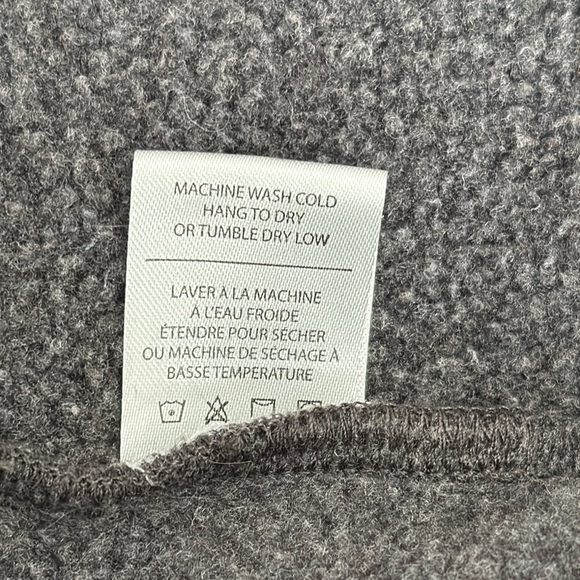 MACHINE WASH COLD
HANG TO DRY
OR TUMBLE DRY LOW
LAVER À LA MACHINE
À L'EAU FROIDE
ÉTENDRE POUR SÉCHER
OU MACHINE DE SÉCHAGE À
BASSE TEMPERATURE